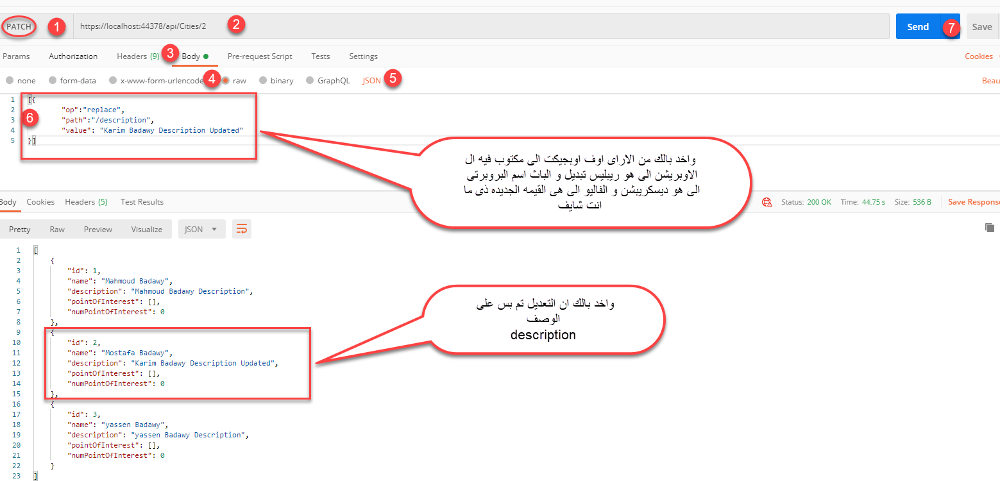 PATCH 1 https://localhost:44378/api/Cities/2 2 Send 7 Save
Params Authorization Headers (9) 3 Body Pre-request Script Tests Settings Cookies
none form-data x-www-form-urlencode 4 raw binary GraphQL JSON 5 Beau
1 [{
2 "op":"replace",
3 "path":"/description",
4 "value": "Karim Badawy Description Updated"
5 }]
6
واخد بالك من الاراى اوف اوبجيكت الى مكتوب فيه ال
الاوبريشن الى هو ريبليس تبديل و الباث اسم البروبرتى
الى هو ديسكريبشن و الفاليو الى هى القيمه الجديده ذى ما
انت شايف
Body Cookies Headers (5) Test Results Status: 200 OK Time: 44.75 s Size: 536 B Save Response
Pretty Raw Preview Visualize JSON
1 [
2 {
3 "id": 1,
4 "name": "Mahmoud Badawy",
5 "description": "Mahmoud Badawy Description",
6 "pointOfInterest": [],
7 "numPointOfInterest": 0
8 },
9 {
10 "id": 2,
11 "name": "Mostafa Badawy",
12 "description": "Karim Badawy Description Updated",
13 "pointOfInterest": [],
14 "numPointOfInterest": 0
15 },
16 {
17 "id": 3,
18 "name": "yassen Badawy",
19 "description": "yassen Badawy Description",
20 "pointOfInterest": [],
21 "numPointOfInterest": 0
22 }
23 ]
واخد بالك ان التعديل تم بس على
الوصف
description